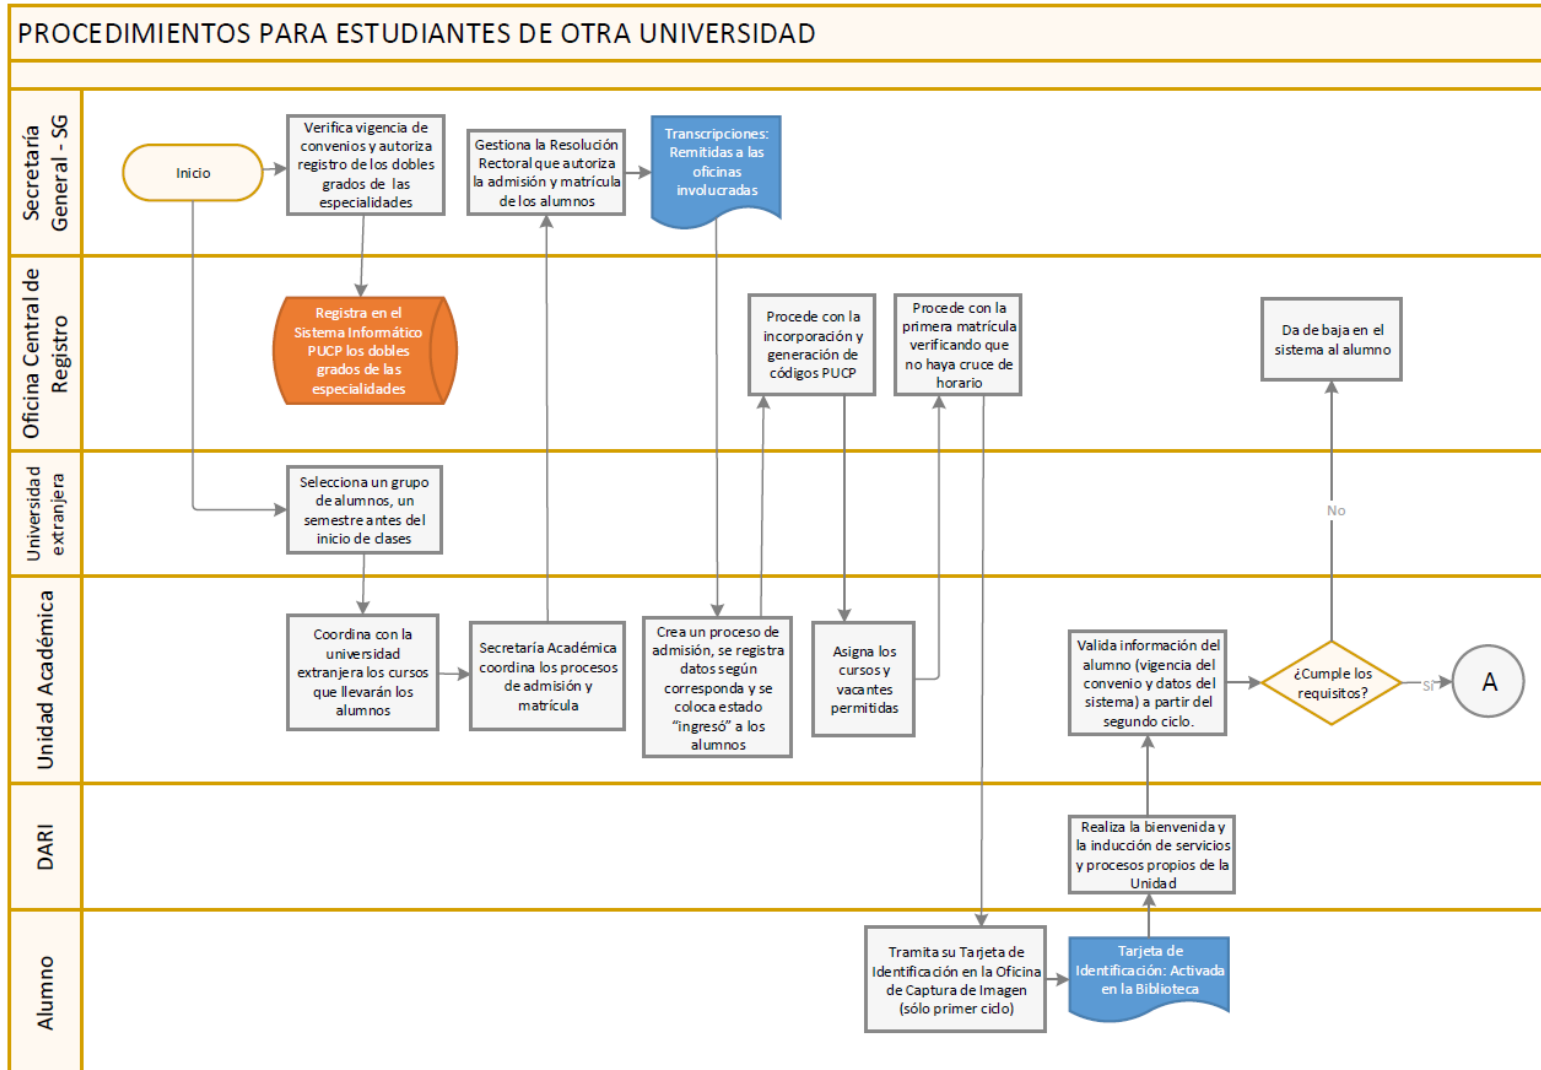 PROCEDIMIENTOS PARA ESTUDIANTES DE OTRA UNIVERSIDAD
Secretaría
General - SG
Inicio
Verifica vigencia de
convenios y autoriza
registro de los dobles
grados de las
especialidades
Gestiona la Resolución
Rectoral que autoriza
la admisión y matrícula
de los alumnos
Transcripciones:
Remitidas a las
oficinas
involucradas
Oficina Central de
Registro
Registra en el
Sistema Informático
PUCP los dobles
grados de las
especialidades
Procede con la
incorporación y
generación de
códigos PUCP
Procede con la
primera matrícula
verificando que
no haya cruce de
horario
Da de baja en el
sistema al alumno
Universidad
extranjera
Selecciona un grupo
de alumnos, un
semestre antes del
inicio de clases
No
Unidad Académica
Coordina con la
universidad
extranjera los cursos
que llevarán los
alumnos
Secretaría Académica
coordina los procesos
de admisión y
matrícula
Crea un proceso de
admisión, se registra
datos según
corresponda y se
coloca estado
“ingresó” a los
alumnos
Asigna los
cursos y
vacantes
permitidas
Valida información del
alumno (vigencia del
convenio y datos del
sistema) a partir del
segundo ciclo.
¿Cumple los
requisitos?
Sí
A
DARI
Realiza la bienvenida y
la inducción de servicios
y procesos propios de la
Unidad
Alumno
Tramita su Tarjeta de
Identificación en la Oficina
de Captura de Imagen
(sólo primer ciclo)
Tarjeta de
Identificación: Activada
en la Biblioteca